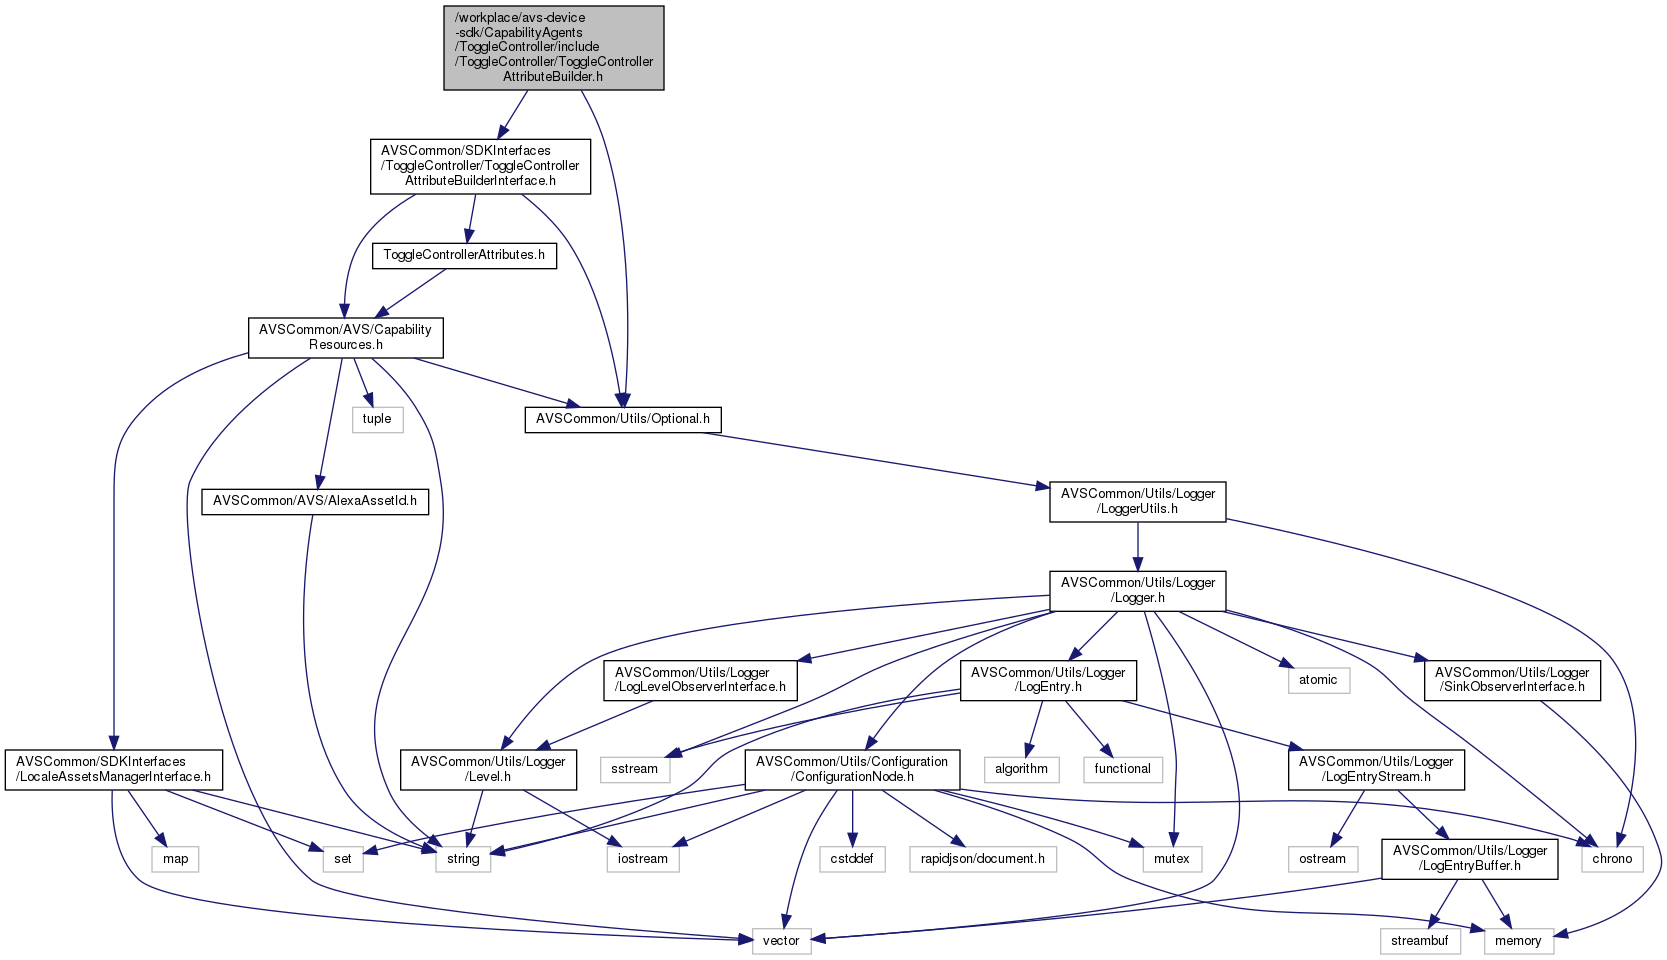 /workplace/avs-device
-sdk/CapabilityAgents
/ToggleController/include
/ToggleController/ToggleController
AttributeBuilder.h
AVSCommon/SDKInterfaces
/ToggleController/ToggleController
AttributeBuilderInterface.h
ToggleControllerAttributes.h
AVSCommon/AVS/Capability
Resources.h
tuple
AVSCommon/Utils/Optional.h
AVSCommon/AVS/AlexaAssetId.h
AVSCommon/Utils/Logger
/LoggerUtils.h
AVSCommon/Utils/Logger
/Logger.h
AVSCommon/Utils/Logger
/LogLevelObserverInterface.h
AVSCommon/Utils/Logger
/LogEntry.h
atomic
AVSCommon/Utils/Logger
/SinkObserverInterface.h
AVSCommon/SDKInterfaces
/LocaleAssetsManagerInterface.h
AVSCommon/Utils/Logger
/Level.h
sstream
AVSCommon/Utils/Configuration
/ConfigurationNode.h
algorithm
functional
AVSCommon/Utils/Logger
/LogEntryStream.h
map
set
string
iostream
cstddef
rapidjson/document.h
mutex
ostream
AVSCommon/Utils/Logger
/LogEntryBuffer.h
chrono
vector
streambuf
memory